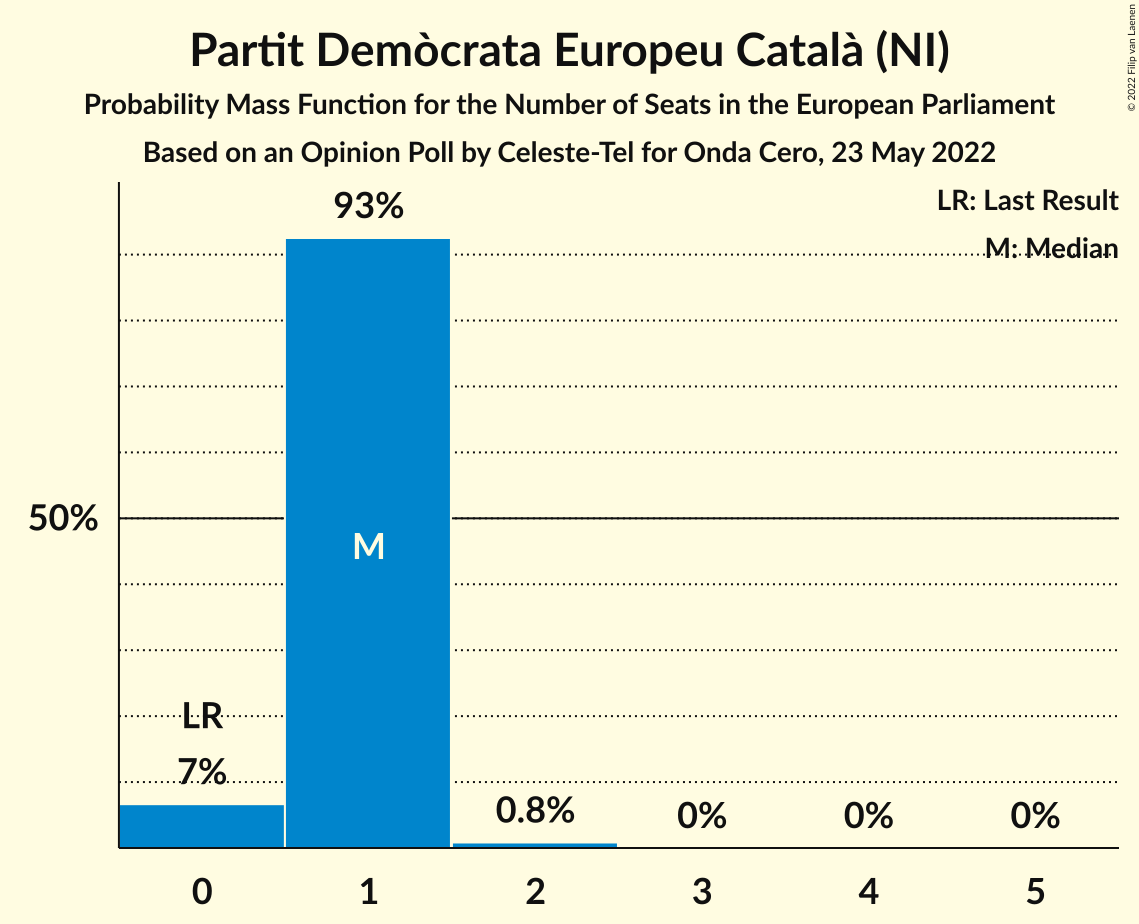 Partit Demòcrata Europeu Català (NI)
Probability Mass Function for the Number of Seats in the European Parliament
Based on an Opinion Poll by Celeste-Tel for Onda Cero, 23 May 2022
© 2022 Filip van Laenen
LR: Last Result
M: Median
93%
50%
M
LR
7%
0.8%
0%
0%
0%
0
1
2
3
4
5